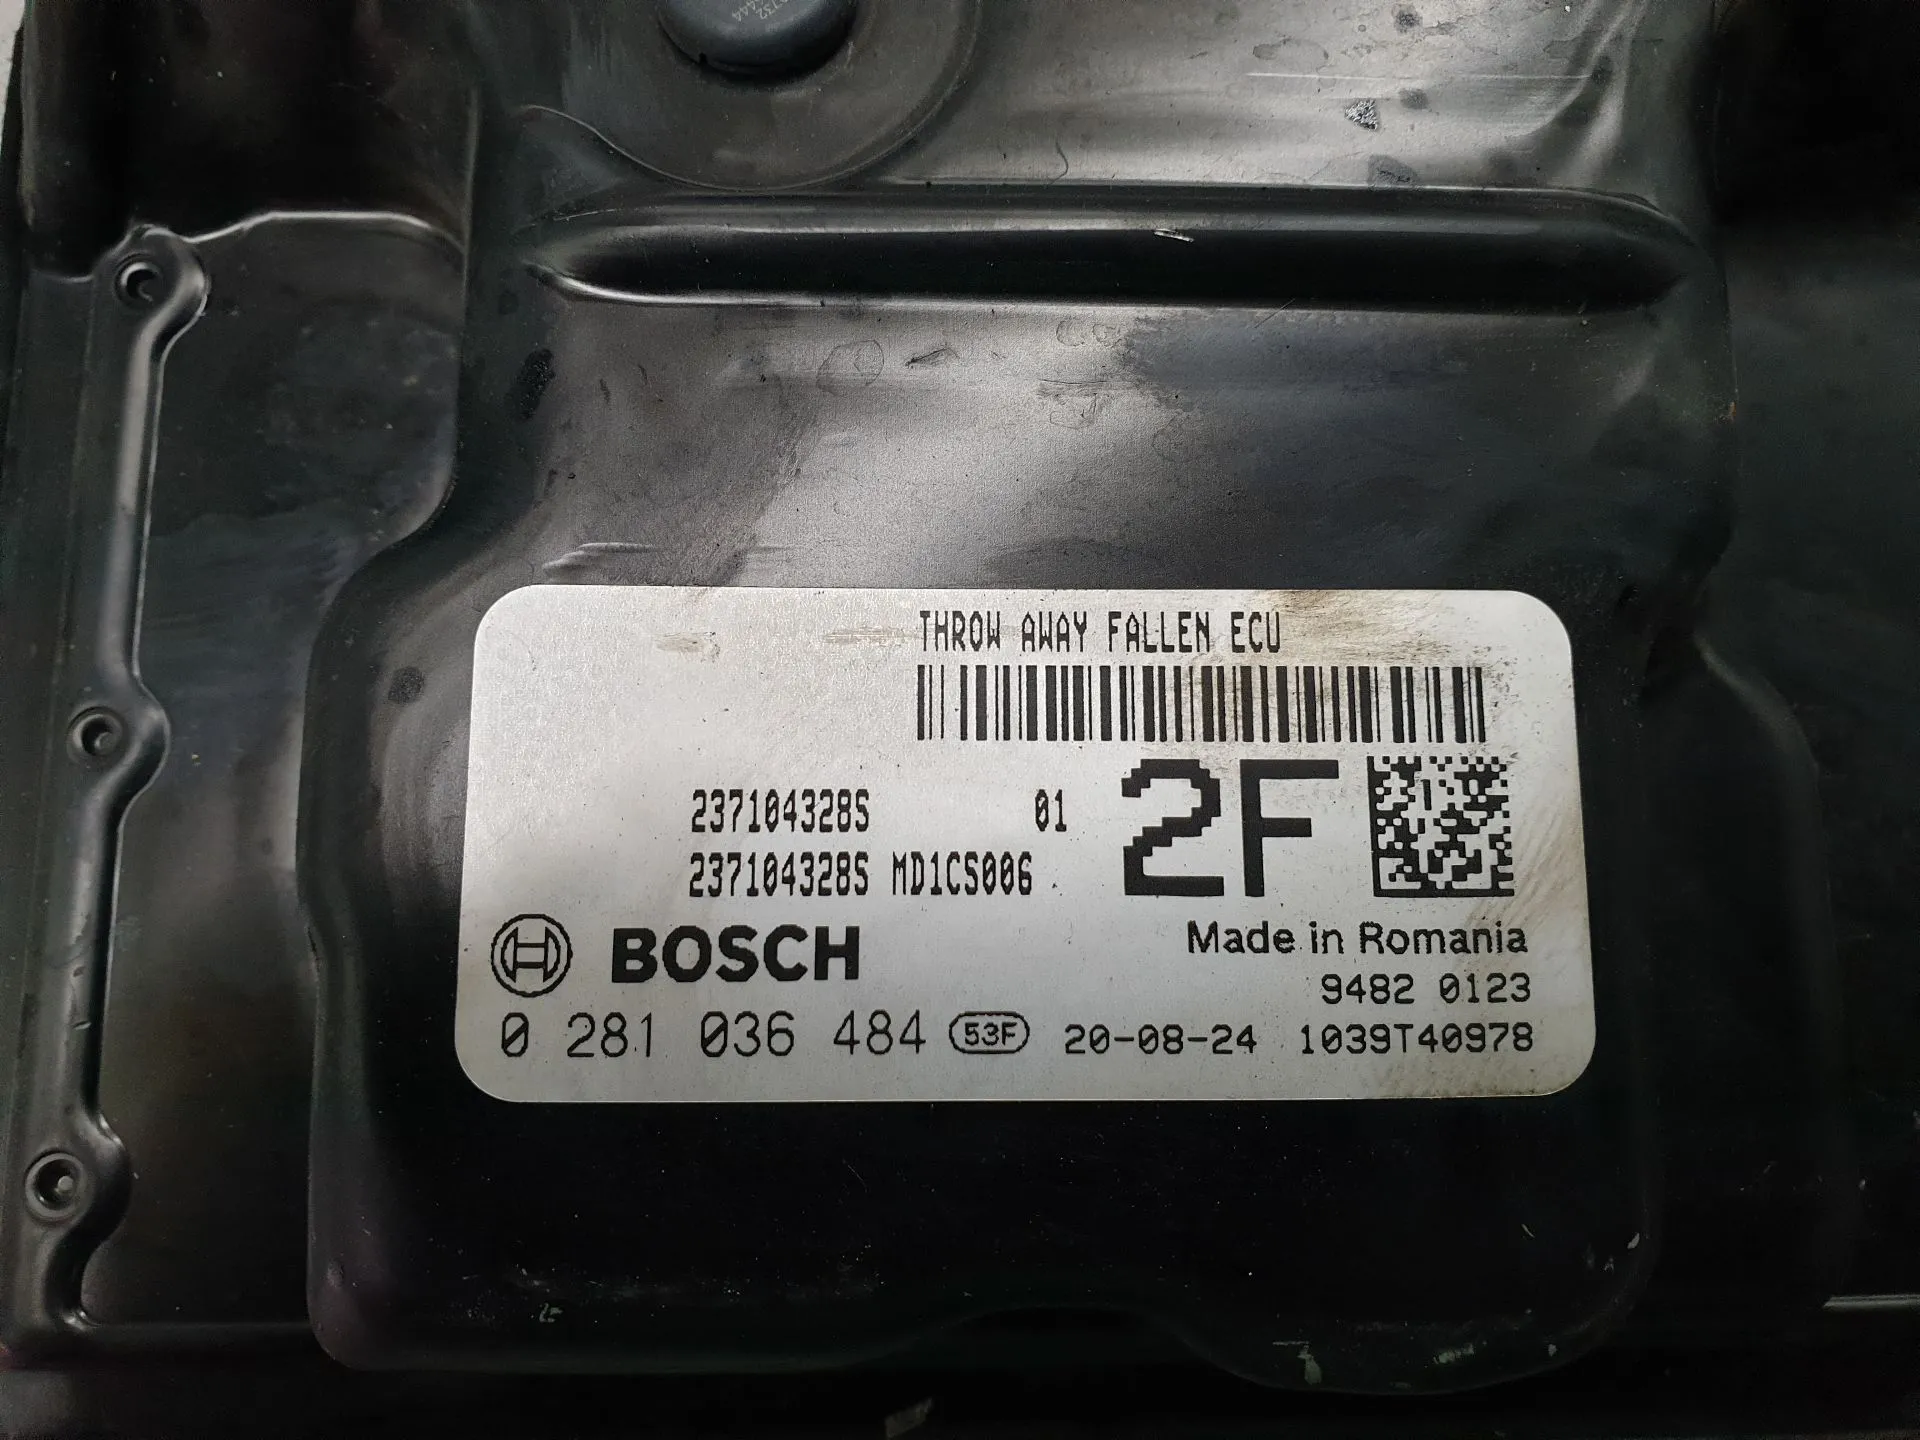 THROW AWAY FALLEN ECU
237104328S 01
237104328S MD1CS006
2F
BOSCH
Made in Romania
9482 0123
0 281 036 484 53F 20-08-24 1039T40978